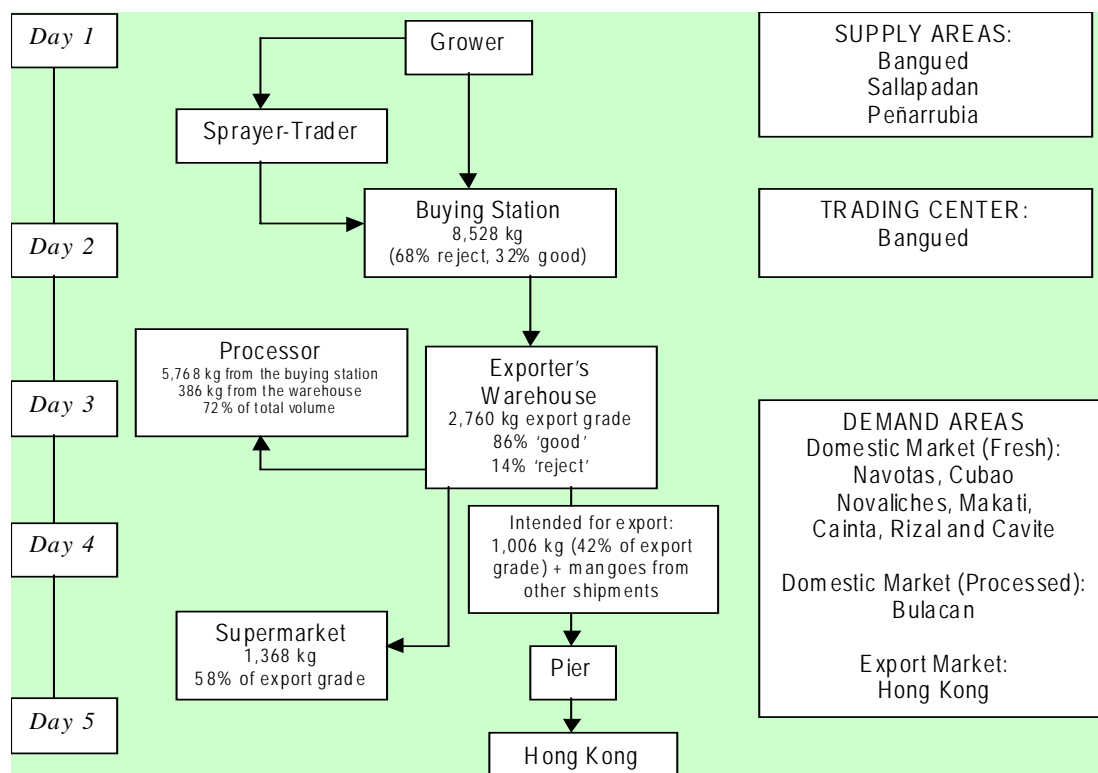 Day 1
Grower
SUPPLY AREAS:
Bangued
Sallapadan
Peñarrubia
Sprayer-Trader
Day 2
Buying Station
8,528 kg
(68% reject, 32% good)
TRADING CENTER:
Bangued
Day 3
Processor
5,768 kg from the buying station
386 kg from the warehouse
72% of total volume
Exporter's
Warehouse
2,760 kg export grade
86% 'good'
14% 'reject'
DEMAND AREAS
Domestic Market (Fresh):
Navotas, Cubao
Novaliches, Makati,
Cainta, Rizal and Cavite
Domestic Market (Processed):
Bulacan
Export Market:
Hong Kong
Day 4
Intended for export:
1,006 kg (42% of export
grade) + mangoes from
other shipments
Supermarket
1,368 kg
58% of export grade
Pier
Day 5
Hong Kong